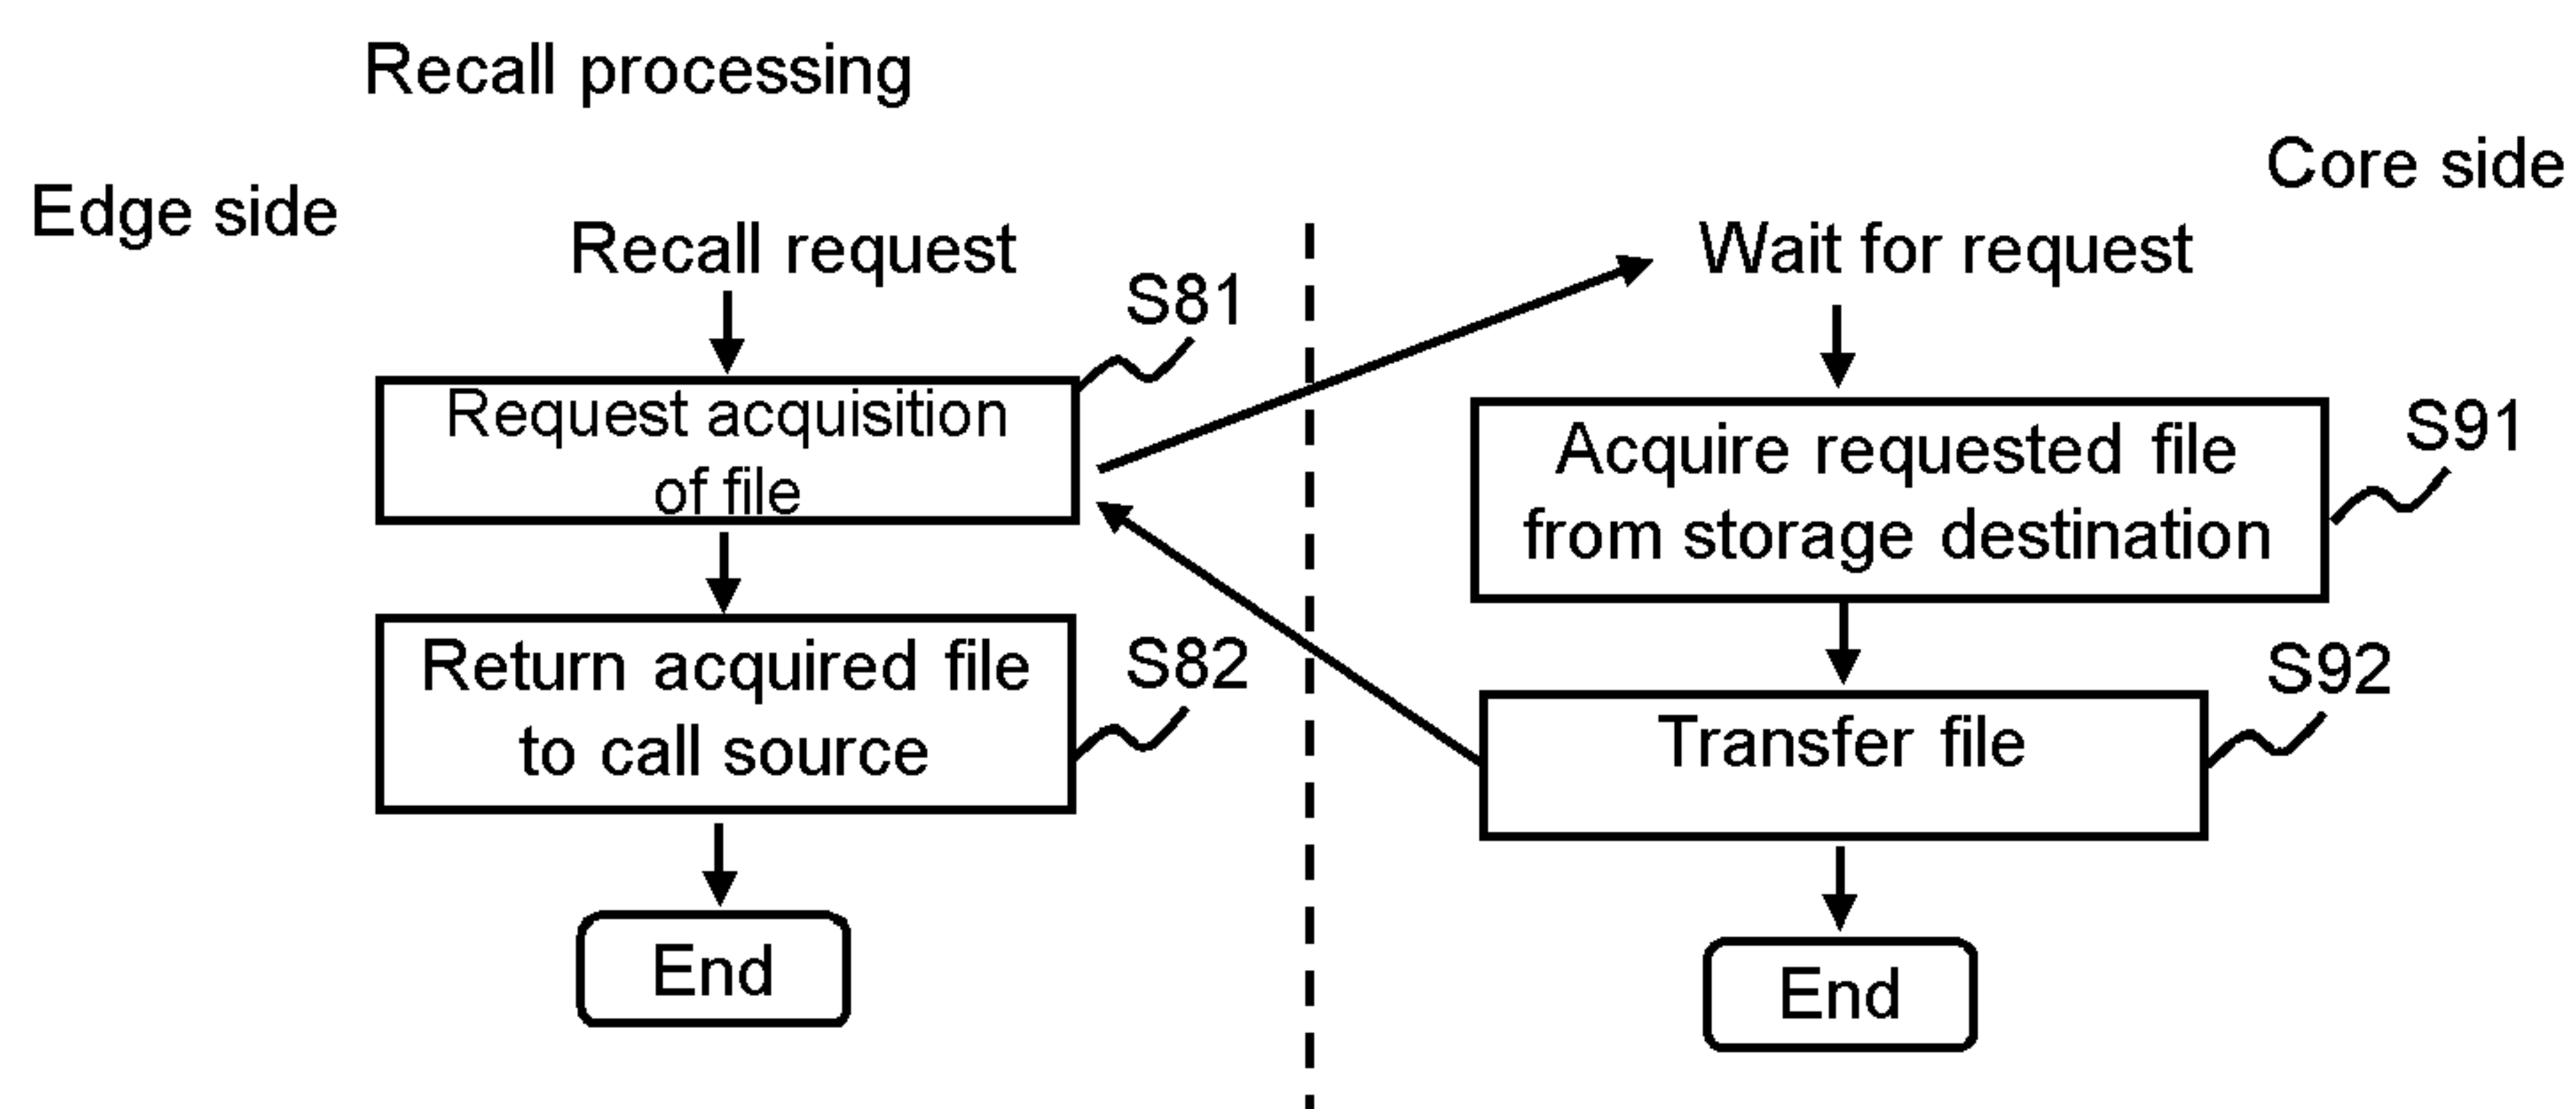 Recall processing
Edge side
Core side
Recall request
Wait for request
S81
Request acquisition
of file
S91
Acquire requested file
from storage destination
S82
Return acquired file
to call source
S92
Transfer file
End
End